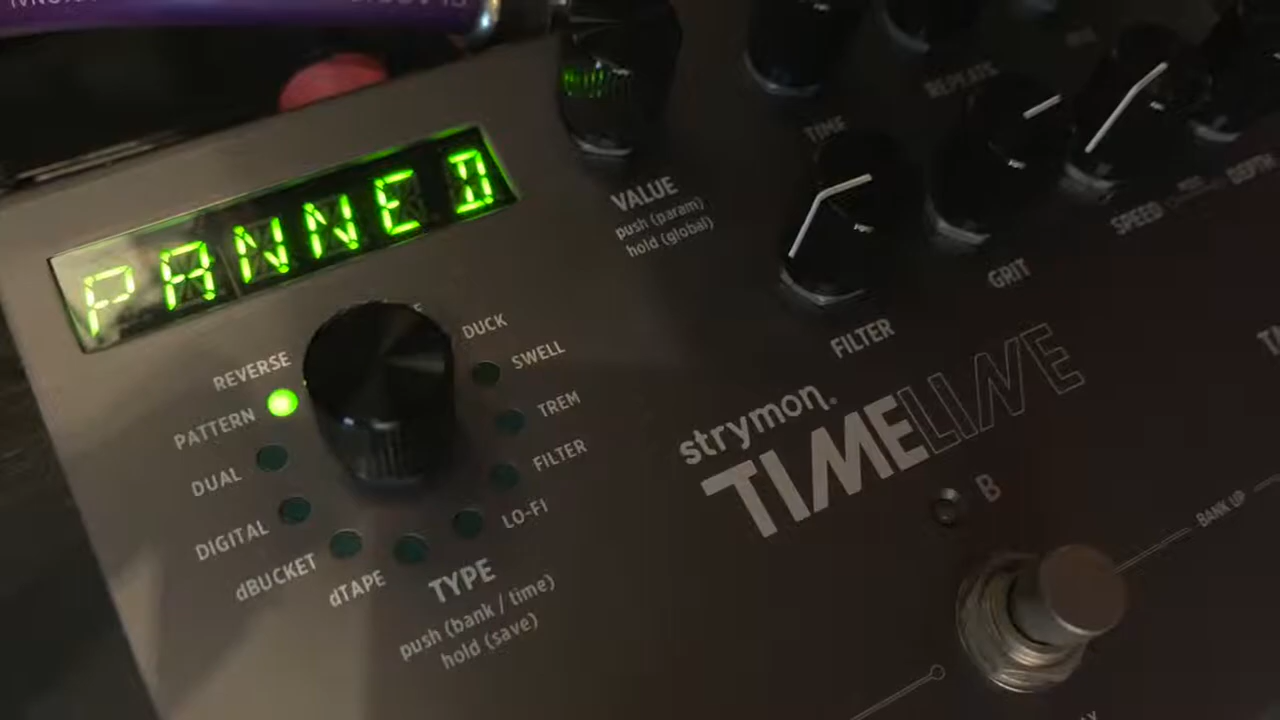 PANNED
VALUE
push (param)
hold (global)
TIME
REPEATS
FILTER
GRIT
SPEED
DEPTH
REVERSE
PATTERN
DUAL
DIGITAL
dBUCKET
dTAPE
LO-FI
FILTER
TREM
SWELL
DUCK
TYPE
push (bank / time)
hold (save)
strymon.
TIMELINE
B
BANK UP